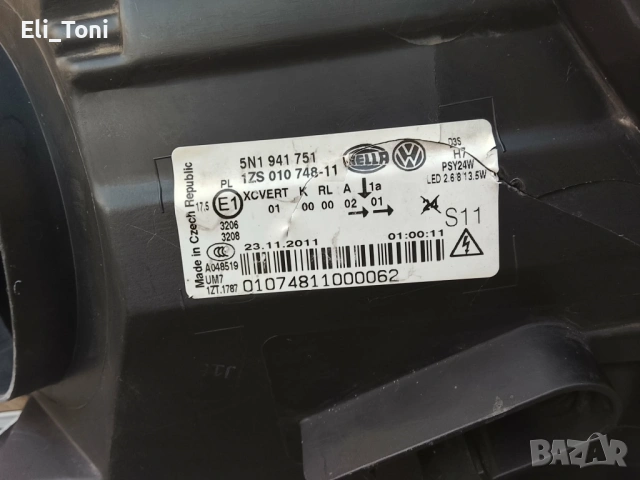 Eli_Toni
5N1 941 751
1ZS 010 748-11
HELLA
D3S
H7
PSY24W
LED 2.6 8 13.5W
Made in Czech Republic
PL
XCVERT K RL A 1a
17.5 E1
01 00 00 02 01
3206
3208
S11
23.11.2011 01:00:11
A048519
UM7
1ZT.1787
01074811000062
BAZAR